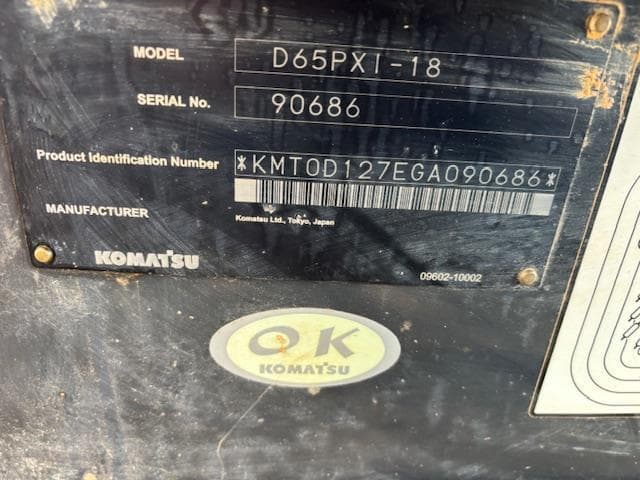 MODEL D65PXI-18
SERIAL No. 90686
Product Identification Number *KMT0D127EGA090686*
MANUFACTURER Komatsu Ltd., Tokyo, Japan
KOMATSU 09602-10002
OK
KOMATSU